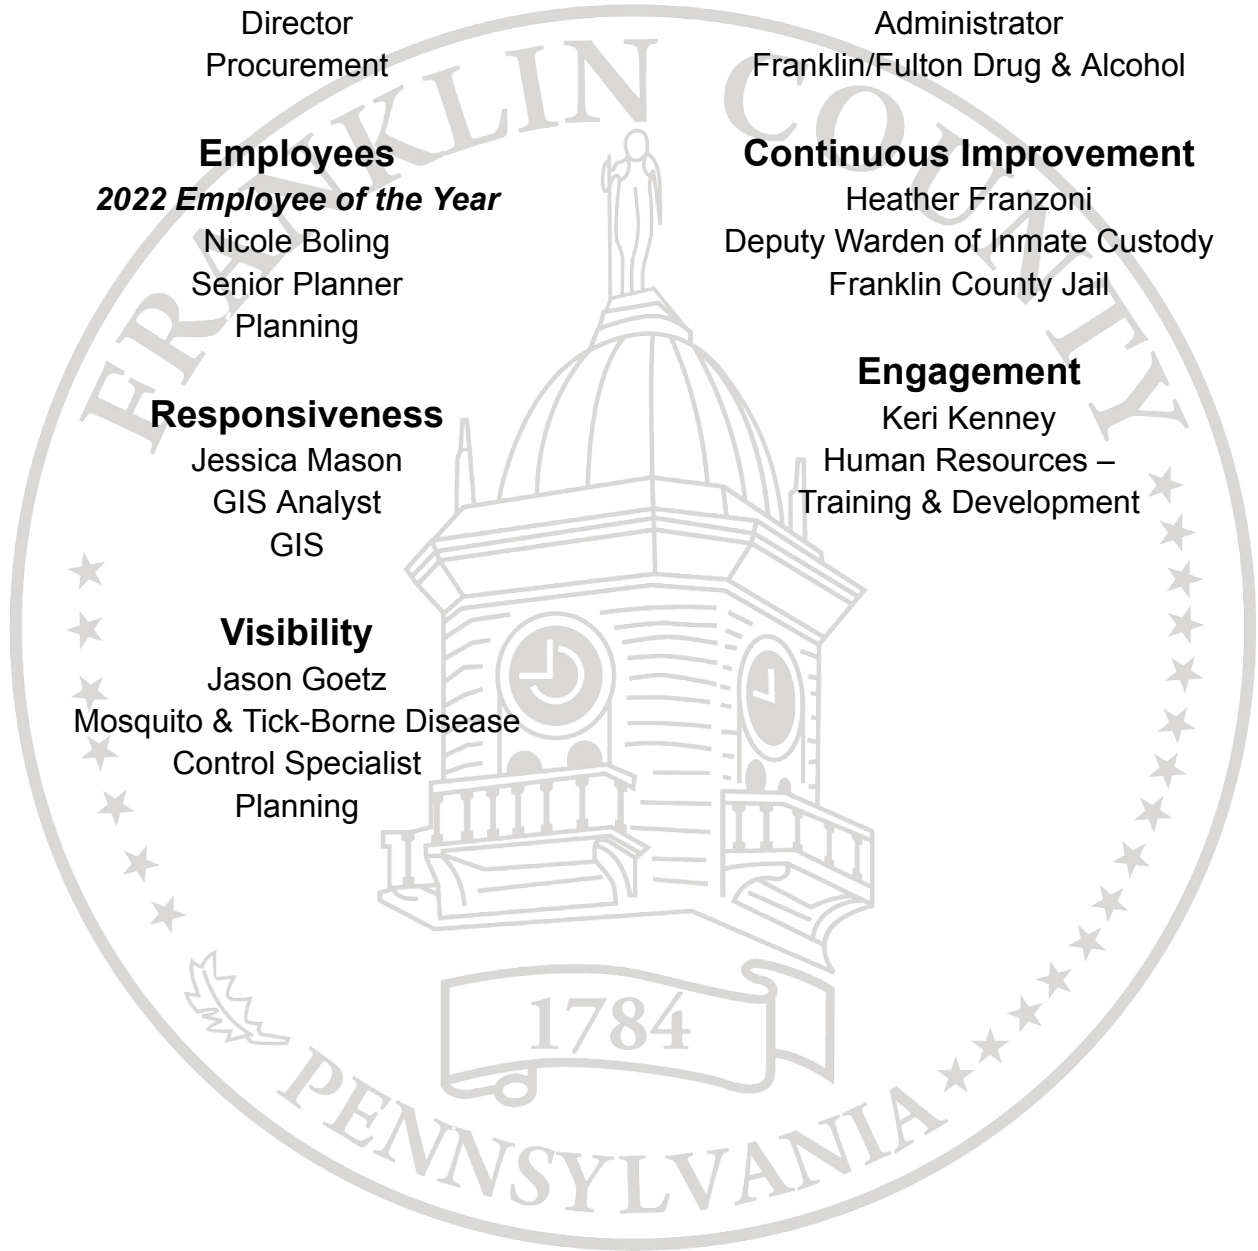 Director
Procurement
Employees
2022 Employee of the Year
Nicole Boling
Senior Planner
Planning
Responsiveness
Jessica Mason
GIS Analyst
GIS
Visibility
Jason Goetz
Mosquito & Tick-Borne Disease
Control Specialist
Planning
Administrator
Franklin/Fulton Drug & Alcohol
Continuous Improvement
Heather Franzoni
Deputy Warden of Inmate Custody
Franklin County Jail
Engagement
Keri Kenney
Human Resources –
Training & Development
FRANKLIN COUNTY
1784
PENNSYLVANIA